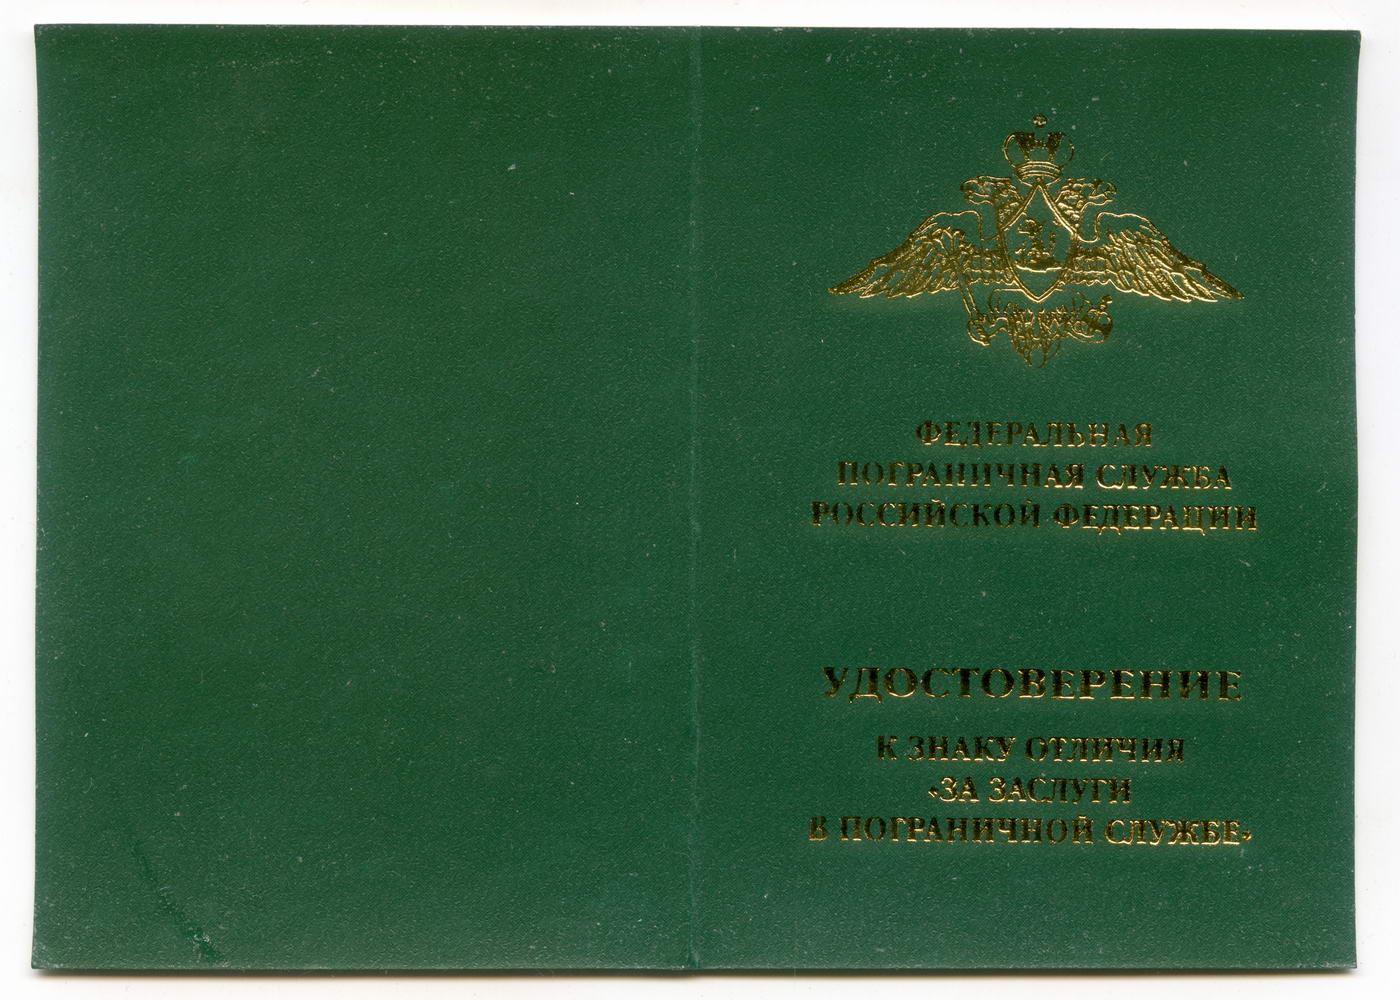 ФЕДЕРАЛЬНАЯ
ПОГРАНИЧНАЯ СЛУЖБА
РОССИЙСКОЙ ФЕДЕРАЦИИ
УДОСТОВЕРЕНИЕ
К ЗНАКУ ОТЛИЧИЯ
«ЗА ЗАСЛУГИ
В ПОГРАНИЧНОЙ СЛУЖБЕ»